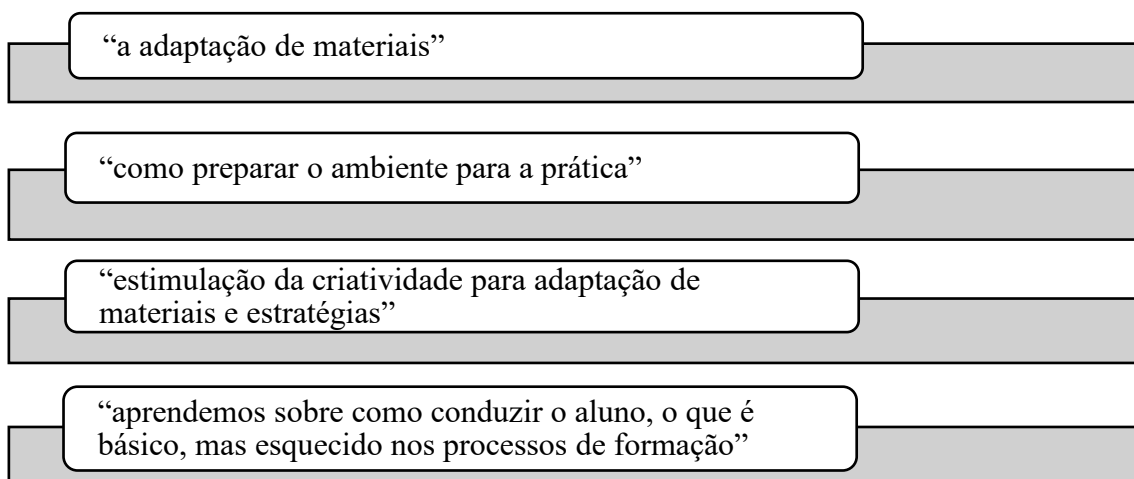 “a adaptação de materiais”
“como preparar o ambiente para a prática”
“estimulação da criatividade para adaptação de
materiais e estratégias”
“aprendemos sobre como conduzir o aluno, o que é
básico, mas esquecido nos processos de formação”